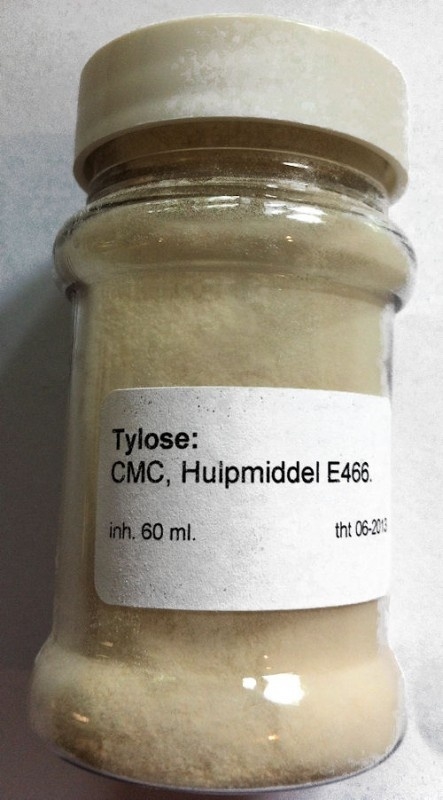 Tylose:
CMC, Hulpmiddel E466.
inh. 60 ml.
tht 06-2013